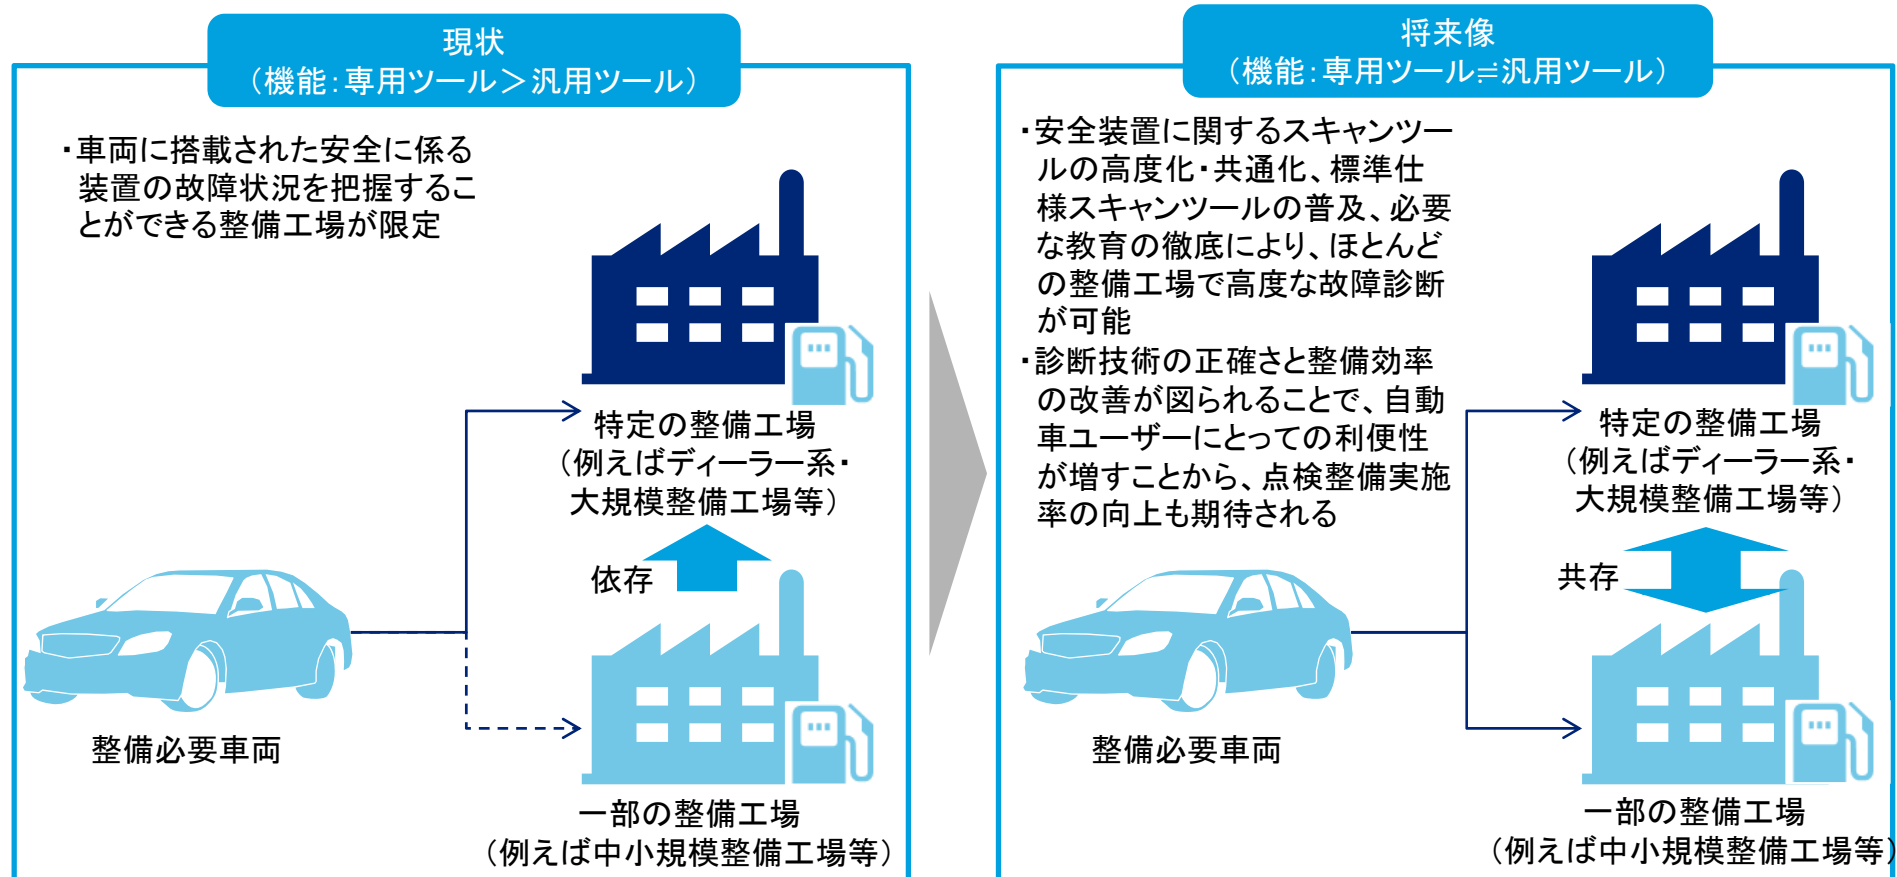 現状
（機能：専用ツール＞汎用ツール）
・車両に搭載された安全に係る
装置の故障状況を把握するこ
とができる整備工場が限定
特定の整備工場
（例えばディーラー系・
大規模整備工場等）
依存
整備必要車両
一部の整備工場
（例えば中小規模整備工場等）
将来像
（機能：専用ツール≒汎用ツール）
・安全装置に関するスキャンツー
ルの高度化・共通化、標準仕
様スキャンツールの普及、必要
な教育の徹底により、ほとんど
の整備工場で高度な故障診断
が可能
・診断技術の正確さと整備効率
の改善が図られることで、自動
車ユーザーにとっての利便性
が増すことから、点検整備実施
率の向上も期待される
特定の整備工場
（例えばディーラー系・
大規模整備工場等）
共存
整備必要車両
一部の整備工場
（例えば中小規模整備工場等）